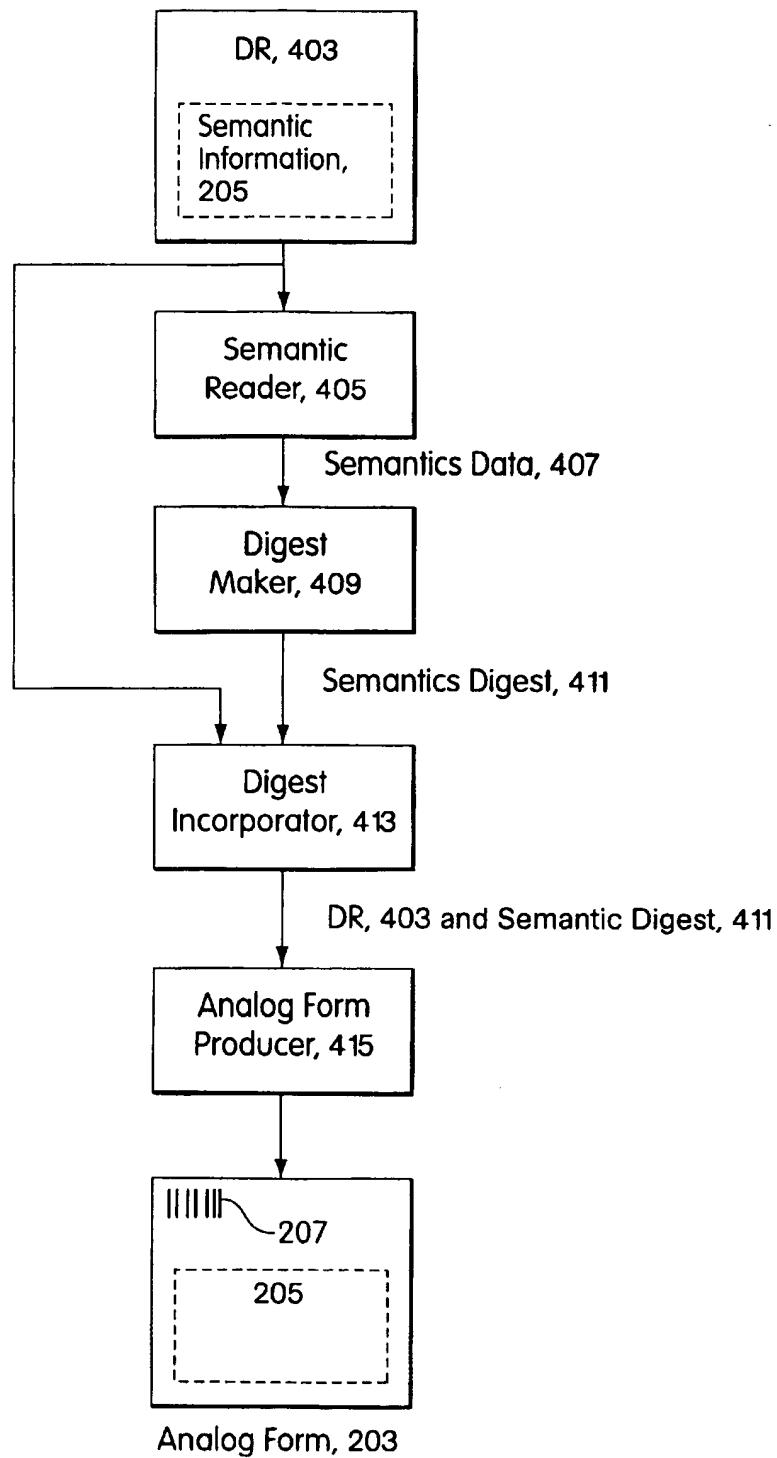 DR, 403
Semantic
Information,
205
Semantic
Reader, 405
Semantics Data, 407
Digest
Maker, 409
Semantics Digest, 411
Digest
Incorporator, 413
DR, 403 and Semantic Digest, 411
Analog Form
Producer, 415
207
205
Analog Form, 203